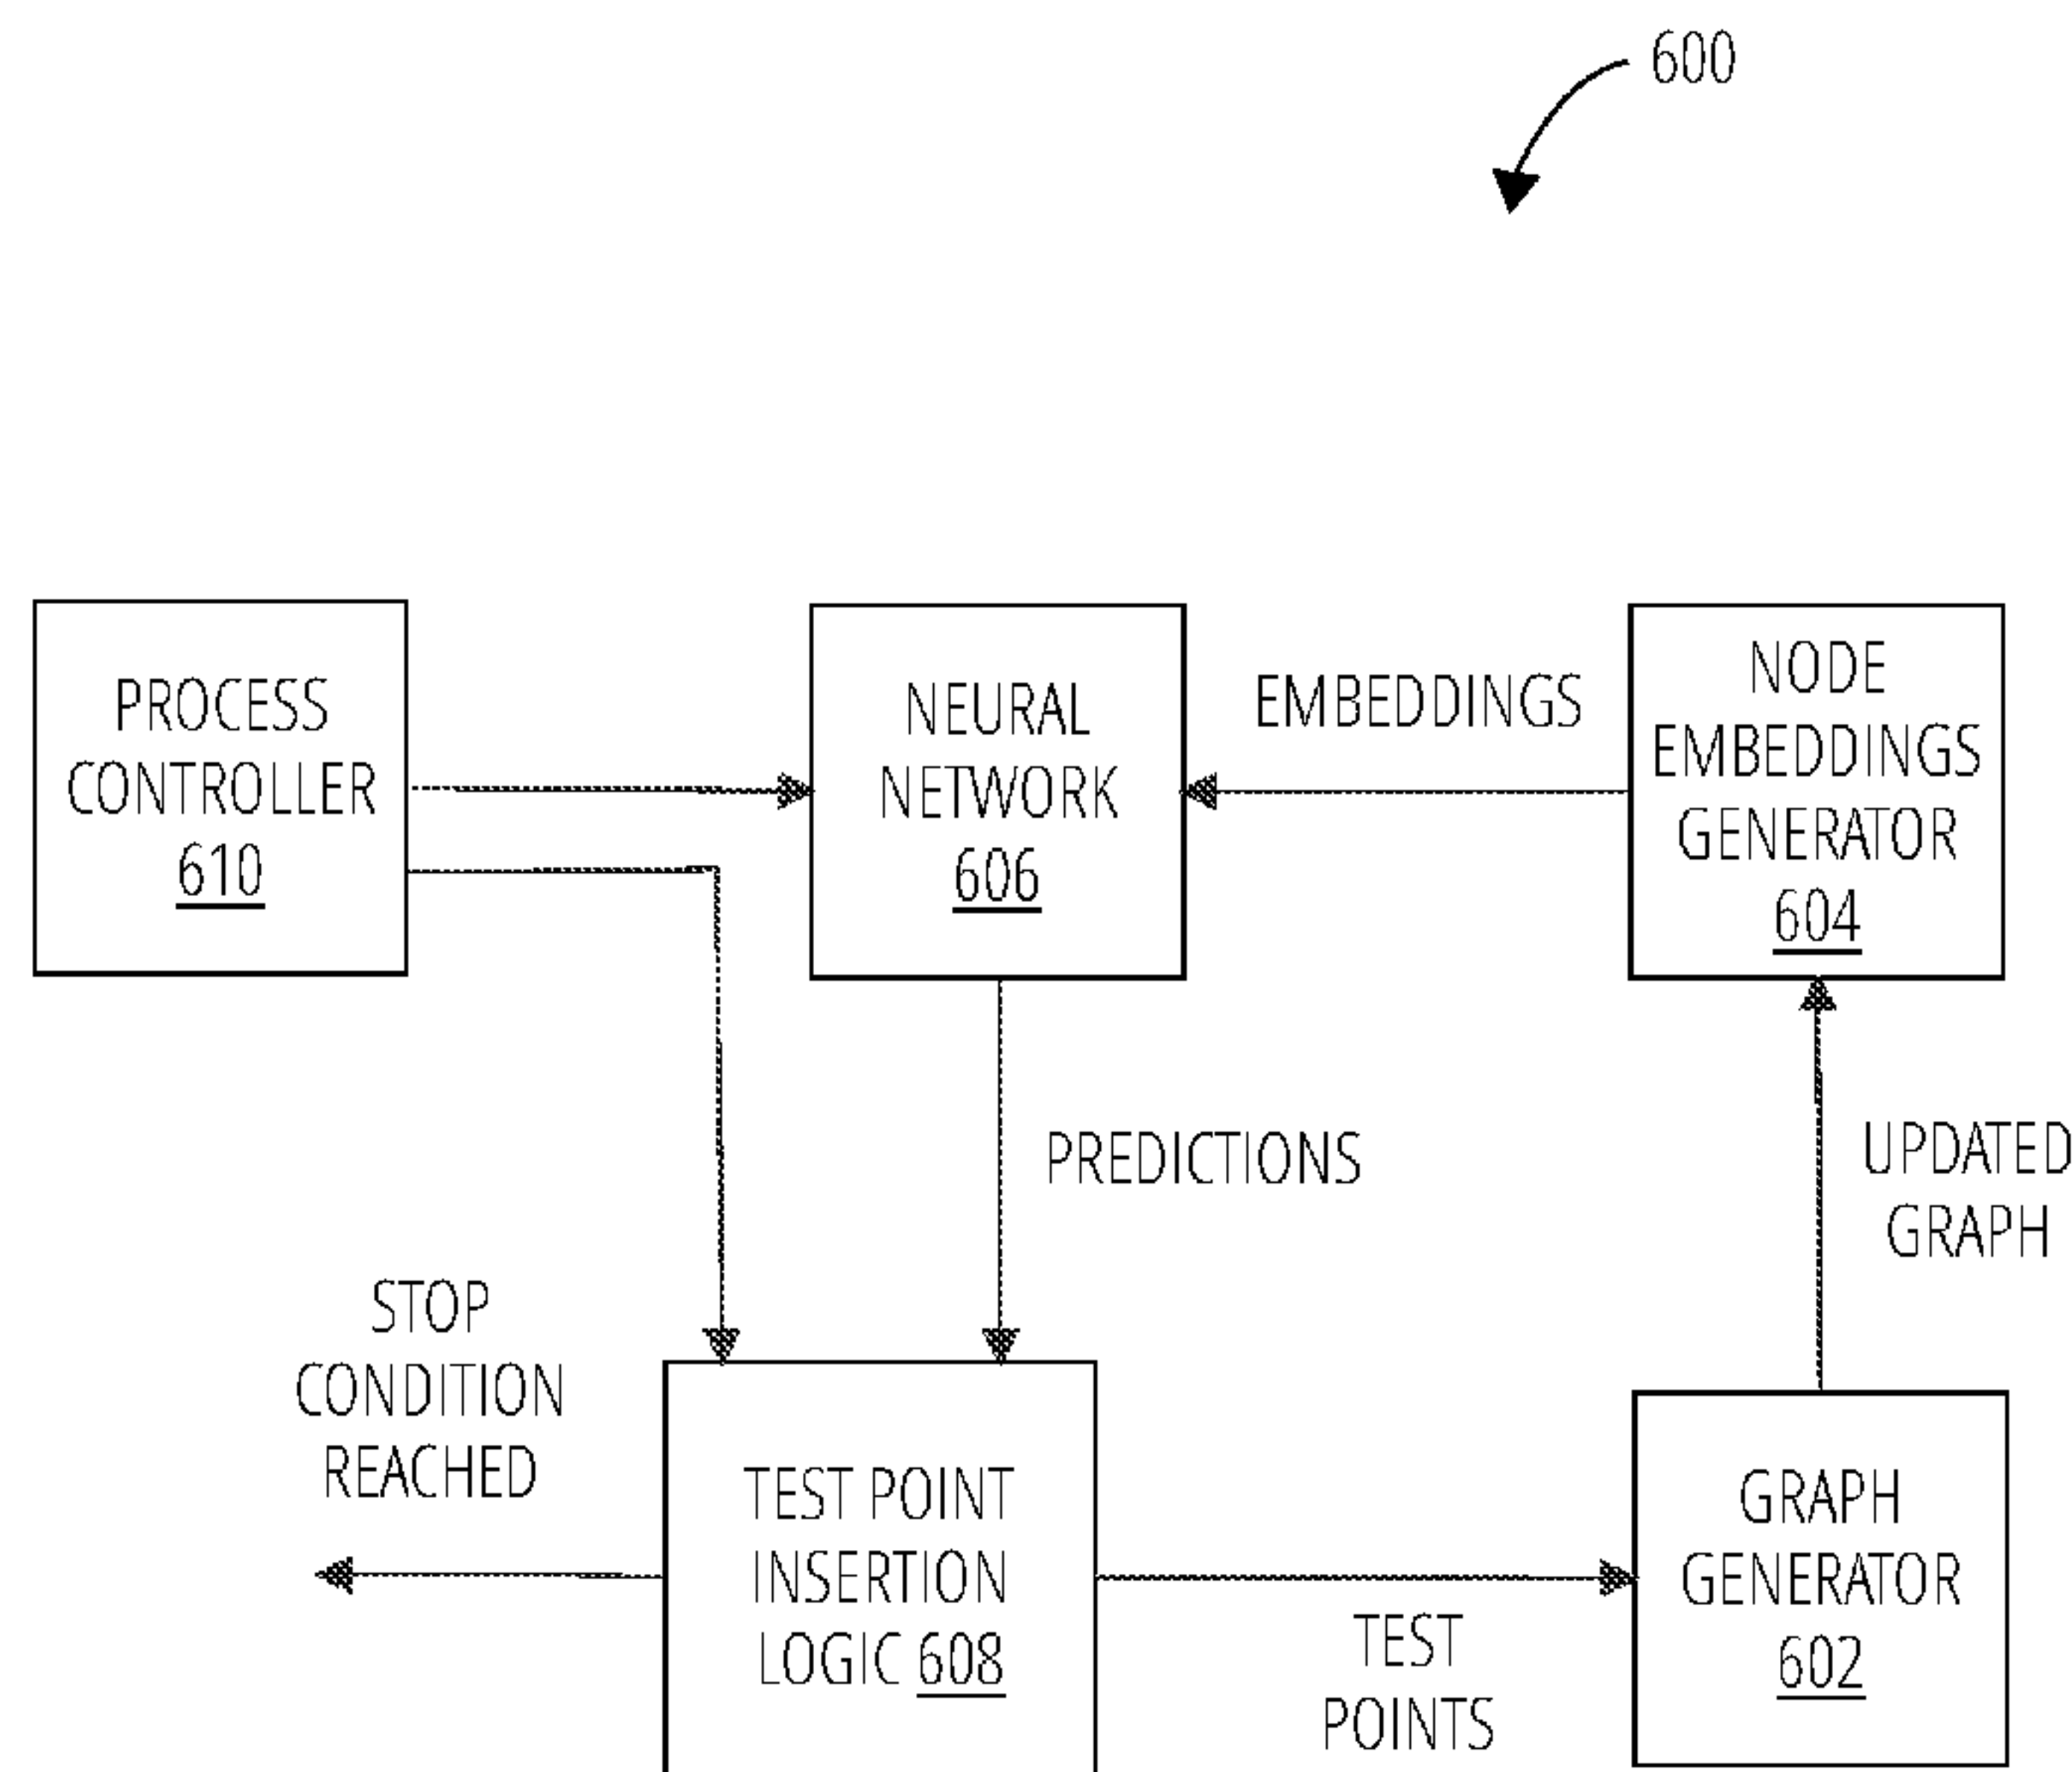 600
PROCESS
CONTROLLER
610
NEURAL
NETWORK
606
EMBEDDINGS
NODE
EMBEDDINGS
GENERATOR
604
PREDICTIONS
UPDATED
GRAPH
STOP
CONDITION
REACHED
TEST POINT
INSERTION
LOGIC 608
TEST
POINTS
GRAPH
GENERATOR
602